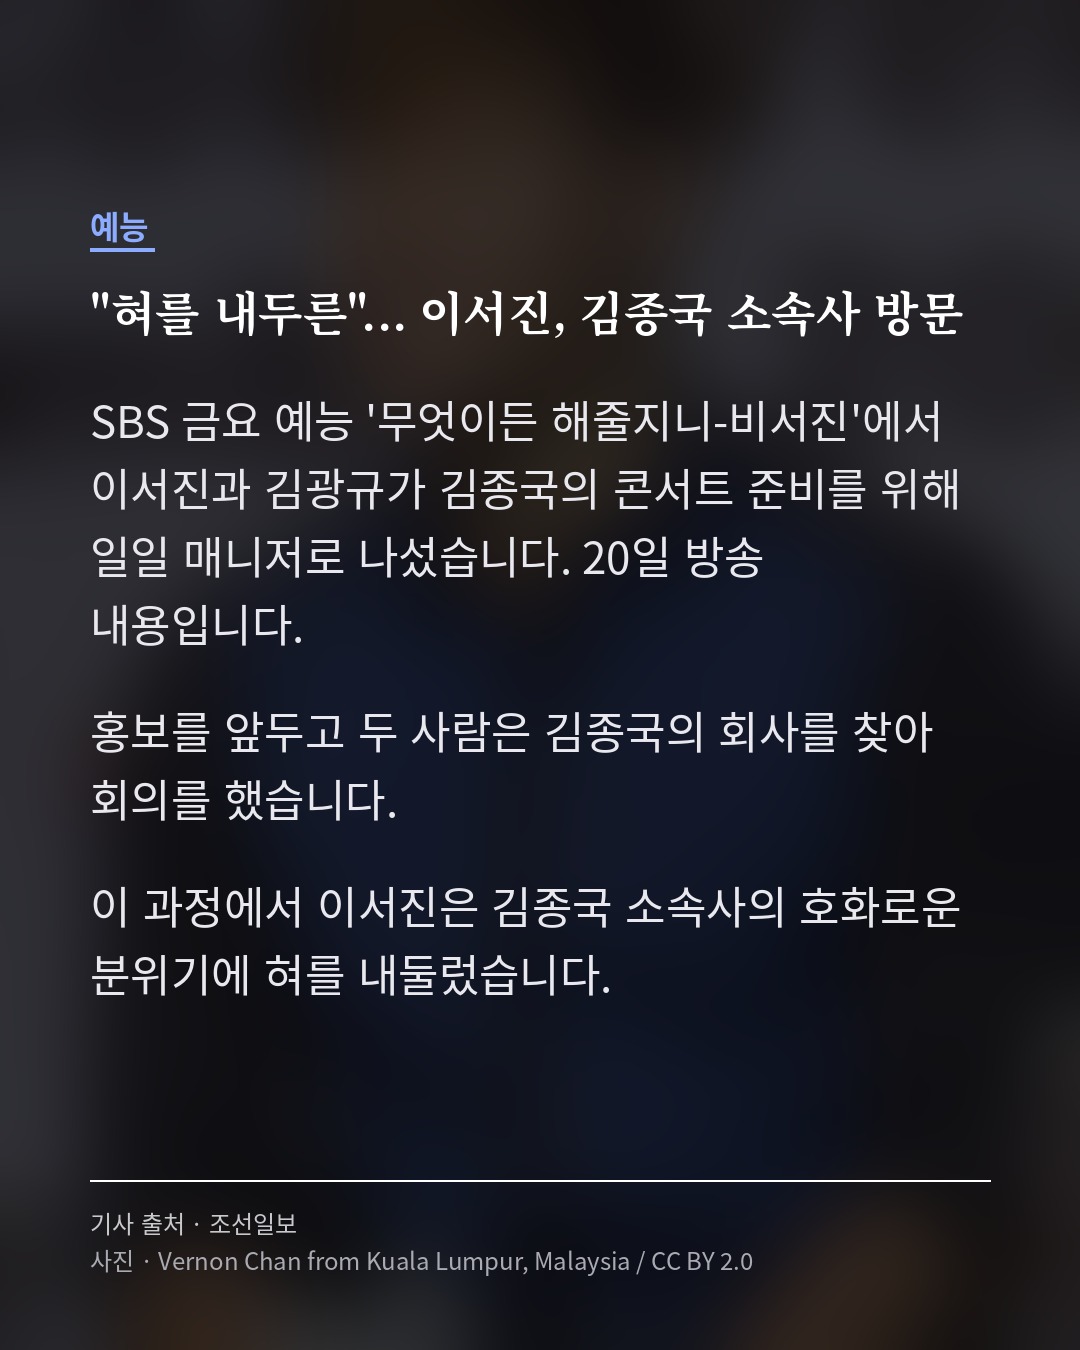 예능
"혀를 내두른"... 이서진, 김종국 소속사 방문
SBS 금요 예능 '무엇이든 해줄지니-비서진'에서
이서진과 김광규가 김종국의 콘서트 준비를 위해
일일 매니저로 나섰습니다. 20일 방송
내용입니다.
홍보를 앞두고 두 사람은 김종국의 회사를 찾아
회의를 했습니다.
이 과정에서 이서진은 김종국 소속사의 호화로운
분위기에 혀를 내둘렀습니다.
기사 출처 · 조선일보
사진 · Vernon Chan from Kuala Lumpur, Malaysia / CC BY 2.0